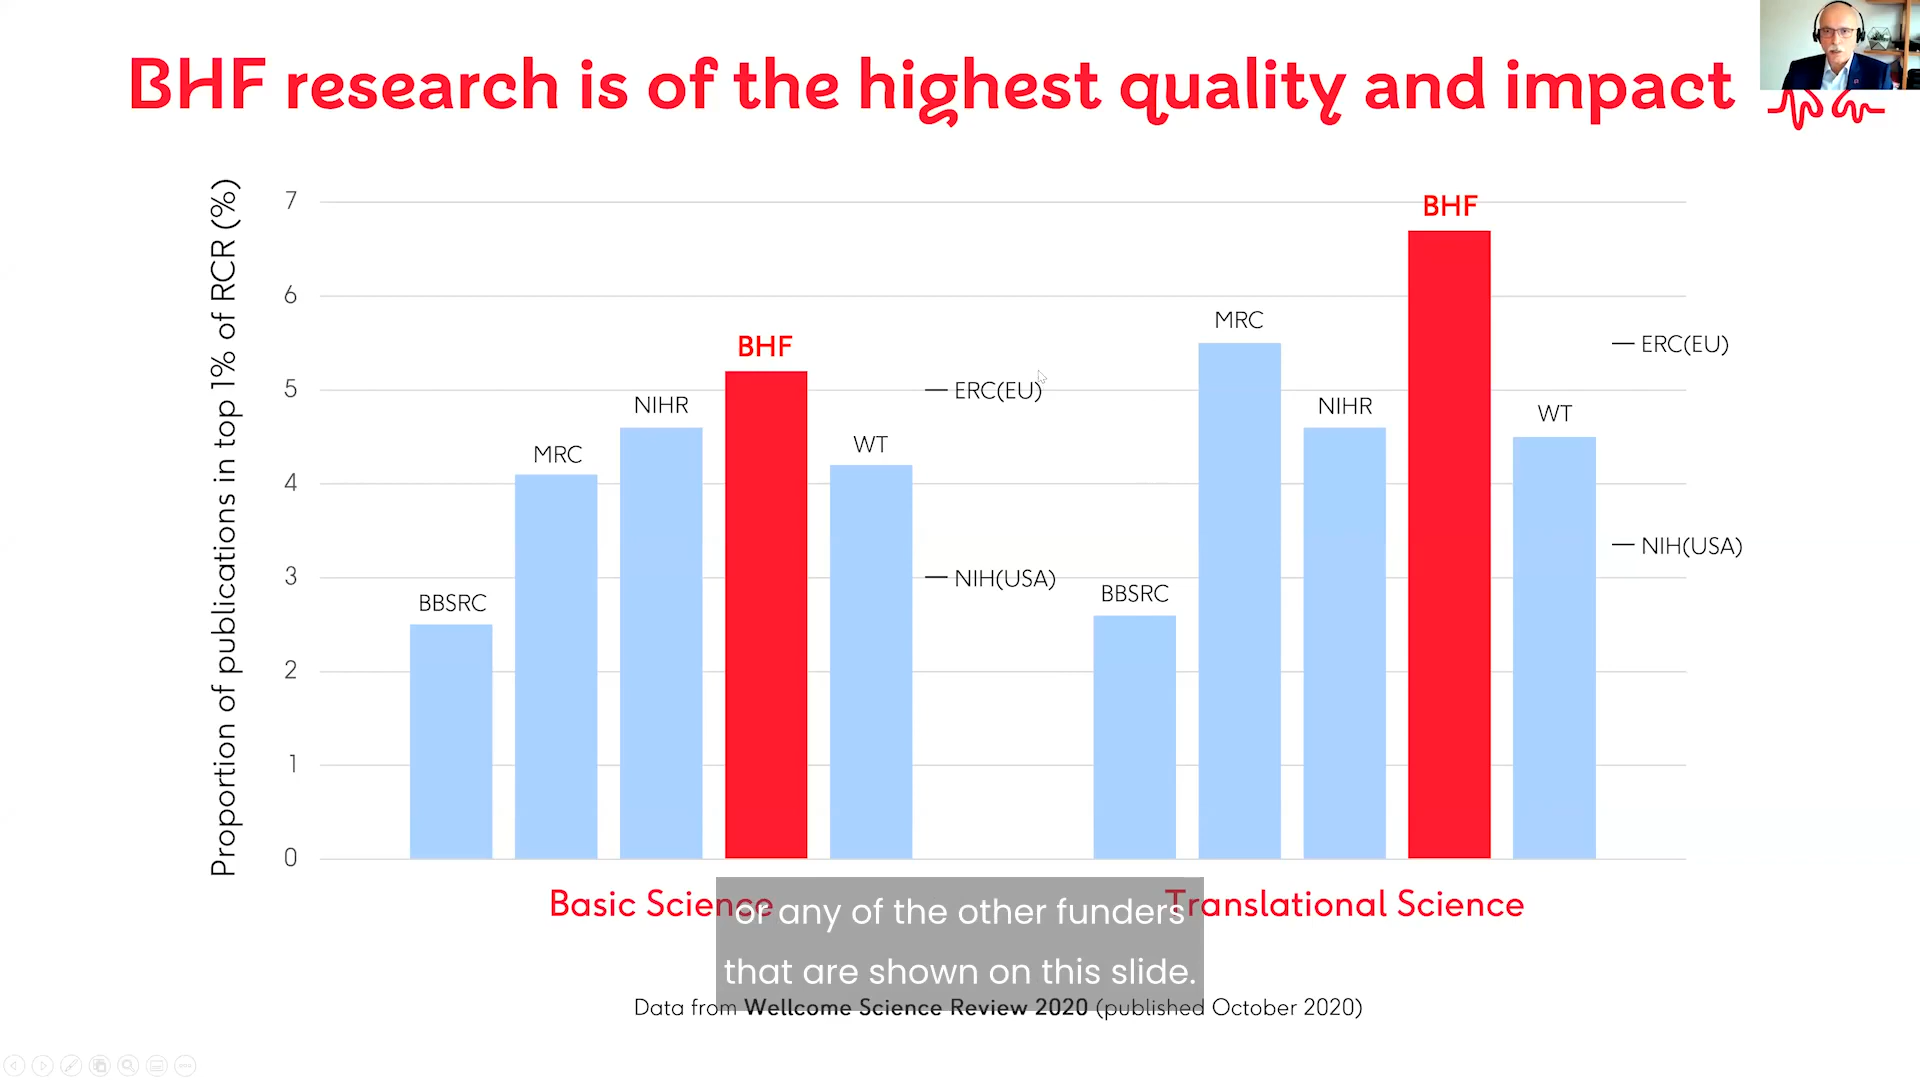 BHF research is of the highest quality and impact
Proportion of publications in top 1% of RCR (%)
7
6
5
4
3
2
1
0
BBSRC
MRC
NIHR
BHF
WT
ERC(EU)
NIH(USA)
BBSRC
MRC
NIHR
BHF
WT
ERC(EU)
NIH(USA)
Basic Science
Translational Science
or any of the other funders
that are shown on this slide.
Data from Wellcome Science Review 2020 (published October 2020)